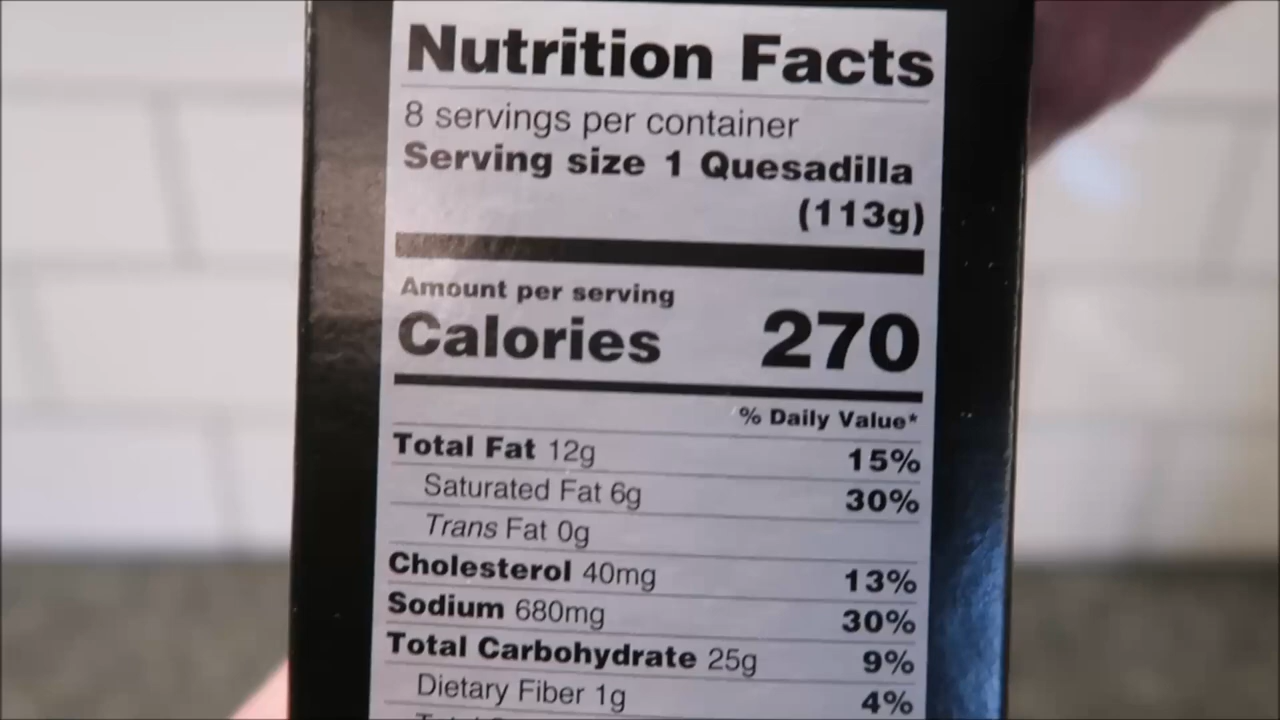 Nutrition Facts
8 servings per container
Serving size 1 Quesadilla
(113g)
Amount per serving
Calories 270
% Daily Value*
Total Fat 12g 15%
Saturated Fat 6g 30%
Trans Fat 0g
Cholesterol 40mg 13%
Sodium 680mg 30%
Total Carbohydrate 25g 9%
Dietary Fiber 1g 4%